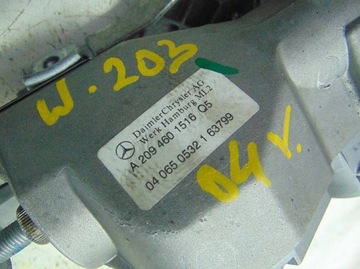 W-203
DaimlerChrysler AG
Werk Hamburg ML2
A 209 460 1516 Q5
04 065 0532 1 63799
04 r.